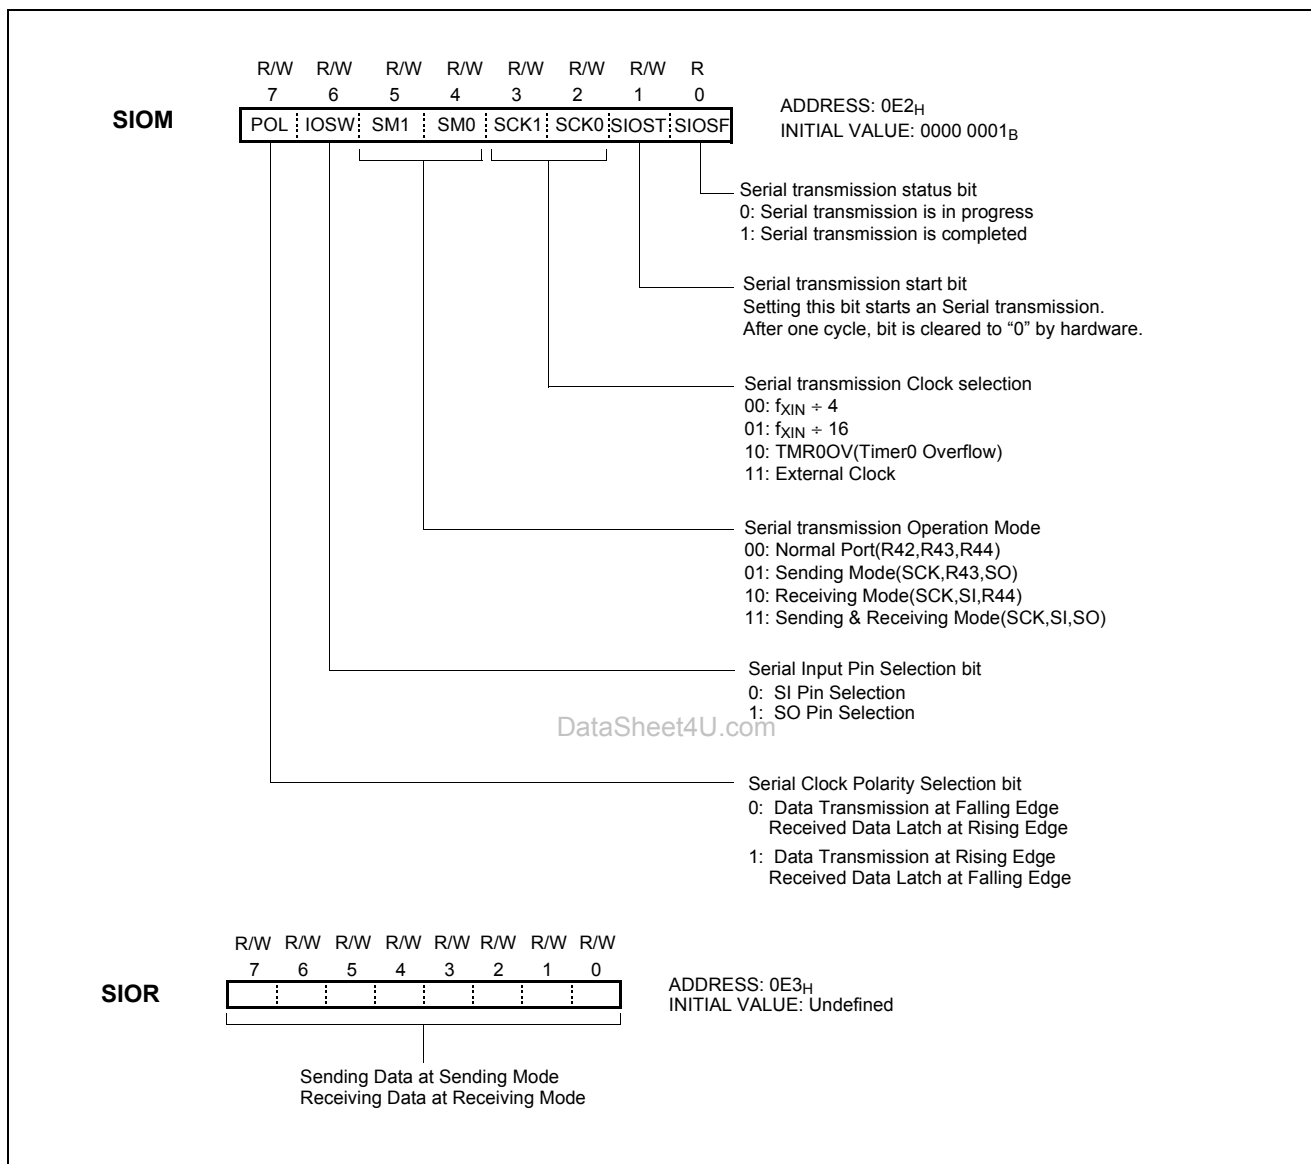 R/W R/W R/W R/W R/W R/W R/W R
7 6 5 4 3 2 1 0
SIOM
POL IOSW SM1 SM0 SCK1 SCK0 SIOST SIOSF
ADDRESS: 0E2H
INITIAL VALUE: 0000 0001B
Serial transmission status bit
0: Serial transmission is in progress
1: Serial transmission is completed
Serial transmission start bit
Setting this bit starts an Serial transmission.
After one cycle, bit is cleared to “0” by hardware.
Serial transmission Clock selection
00: fXIN ÷ 4
01: fXIN ÷ 16
10: TMR0OV(Timer0 Overflow)
11: External Clock
Serial transmission Operation Mode
00: Normal Port(R42,R43,R44)
01: Sending Mode(SCK,R43,SO)
10: Receiving Mode(SCK,SI,R44)
11: Sending & Receiving Mode(SCK,SI,SO)
Serial Input Pin Selection bit
0: SI Pin Selection
1: SO Pin Selection
DataSheet4U.com
Serial Clock Polarity Selection bit
0: Data Transmission at Falling Edge
Received Data Latch at Rising Edge
1: Data Transmission at Rising Edge
Received Data Latch at Falling Edge
R/W R/W R/W R/W R/W R/W R/W R/W
7 6 5 4 3 2 1 0
SIOR
ADDRESS: 0E3H
INITIAL VALUE: Undefined
Sending Data at Sending Mode
Receiving Data at Receiving Mode